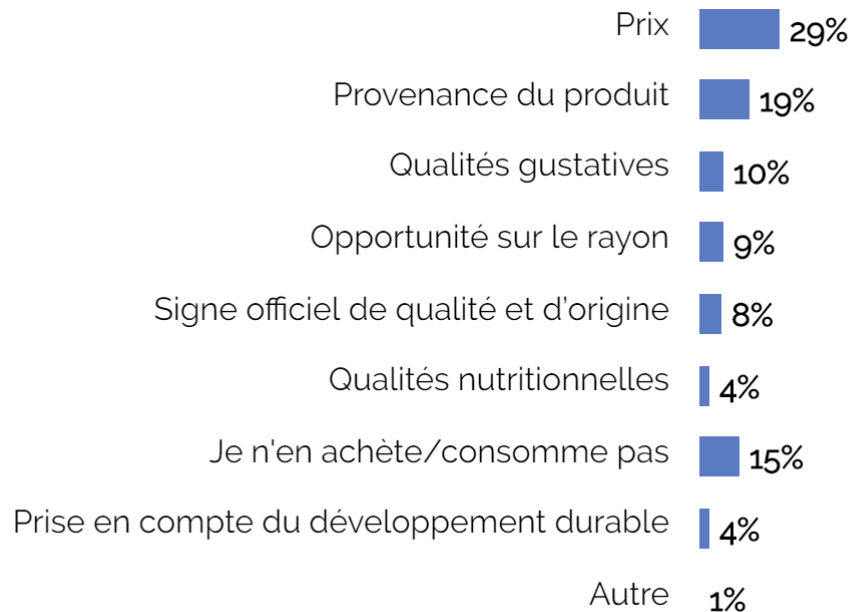 Prix 29%
Provenance du produit 19%
Qualités gustatives 10%
Opportunité sur le rayon 9%
Signe officiel de qualité et d'origine 8%
Qualités nutritionnelles 4%
Je n'en achète/consomme pas 15%
Prise en compte du développement durable 4%
Autre 1%